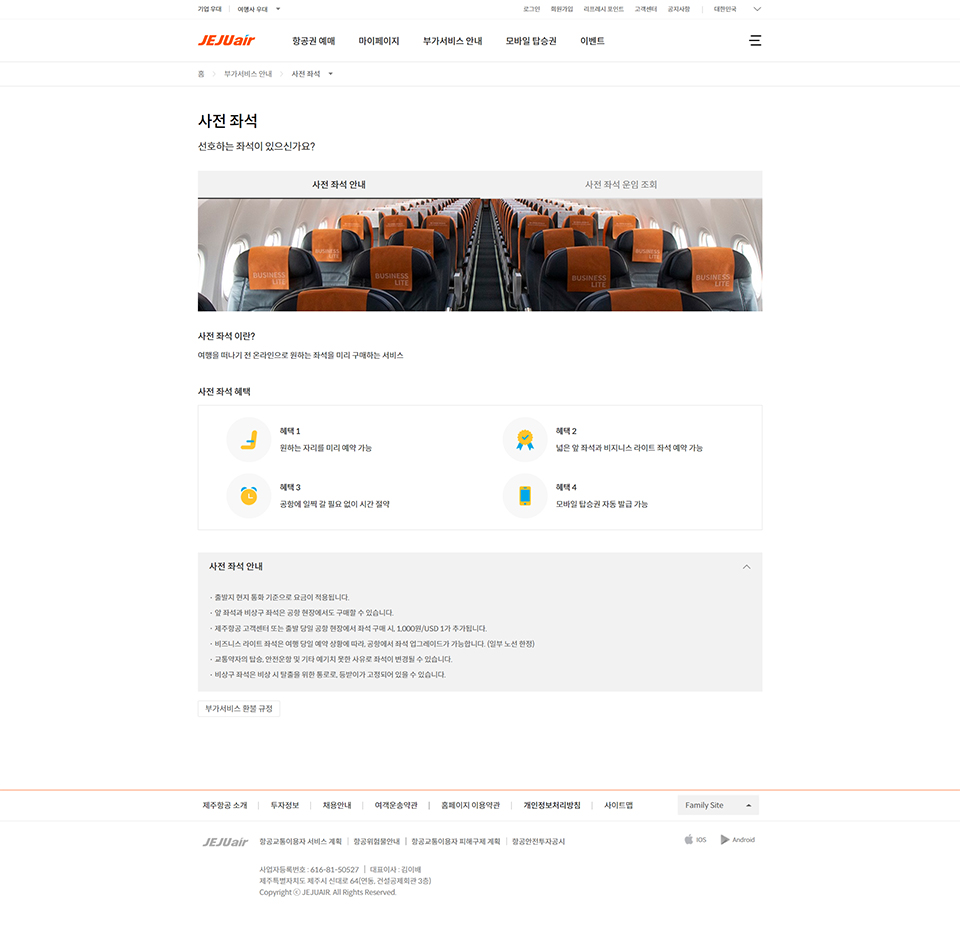 기업 우대
여행사 우대
로그인
회원가입
리프레시 포인트
고객센터
공지사항
대한민국
JEJUair
항공권 예매
마이페이지
부가서비스 안내
모바일 탑승권
이벤트
홈
부가서비스 안내
사전 좌석
사전 좌석
선호하는 좌석이 있으신가요?
사전 좌석 안내
사전 좌석 운임 조회
BUSINESS
LITE
BUSINESS
LITE
BUSINESS
LITE
BUSINESS
LITE
BUSINESS
LITE
BUSINESS
LITE
사전 좌석 이란?
여행을 떠나기 전 온라인으로 원하는 좌석을 미리 구매하는 서비스
사전 좌석 혜택
혜택 1
원하는 자리를 미리 예약 가능
혜택 2
넓은 앞 좌석과 비지니스 라이트 좌석 예약 가능
혜택 3
공항에 일찍 갈 필요 없이 시간 절약
혜택 4
모바일 탑승권 자동 발급 가능
사전 좌석 안내
· 출발지 현지 통화 기준으로 요금이 적용됩니다.
· 앞 좌석과 비상구 좌석은 공항 현장에서도 구매할 수 있습니다.
· 제주항공 고객센터 또는 출발 당일 공항 현장에서 좌석 구매 시, 1,000원/USD 1가 추가됩니다.
· 비즈니스 라이트 좌석은 여행 당일 예약 상황에 따라, 공항에서 좌석 업그레이드가 가능합니다. (일부 노선 한정)
· 교통약자의 탑승, 안전운항 및 기타 예기치 못한 사유로 좌석이 변경될 수 있습니다.
· 비상구 좌석은 비상 시 탈출을 위한 통로로, 등받이가 고정되어 있을 수 있습니다.
부가서비스 환불 규정
제주항공 소개
투자정보
채용안내
여객운송약관
홈페이지 이용약관
개인정보처리방침
사이트맵
Family Site
JEJUair
항공교통이용자 서비스 계획
항공위험물안내
항공교통이용자 피해구제 계획
항공안전투자공시
IOS
Android
사업자등록번호 : 616-81-50527 | 대표이사 : 김이배
제주특별자치도 제주시 신대로 64(연동, 건설공제회관 3층)
Copyright ⓒ JEJUAIR. All Rights Reserved.